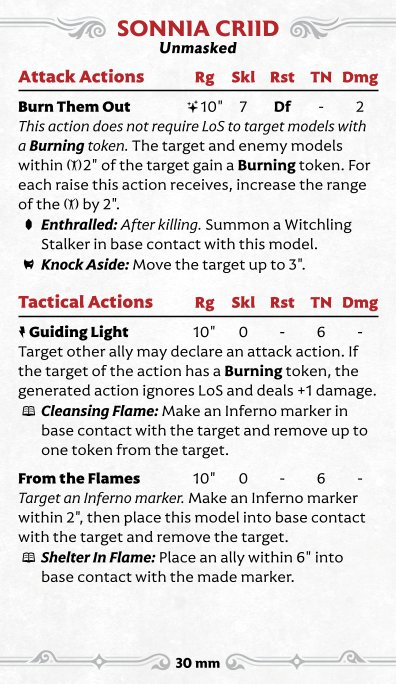 SONNIA CRIID
Unmasked
Attack Actions Rg Skl Rst TN Dmg
Burn Them Out 10" 7 Df - 2
This action does not require LoS to target models with
a Burning token. The target and enemy models
within 2" of the target gain a Burning token. For
each raise this action receives, increase the range
of the by 2".
Enthralled: After killing. Summon a Witchling
Stalker in base contact with this model.
Knock Aside: Move the target up to 3".
Tactical Actions Rg Skl Rst TN Dmg
Guiding Light 10" 0 - 6 -
Target other ally may declare an attack action. If
the target of the action has a Burning token, the
generated action ignores LoS and deals +1 damage.
Cleansing Flame: Make an Inferno marker in
base contact with the target and remove up to
one token from the target.
From the Flames 10" 0 - 6 -
Target an Inferno marker. Make an Inferno marker
within 2", then place this model into base contact
with the target and remove the target.
Shelter In Flame: Place an ally within 6" into
base contact with the made marker.
30 mm